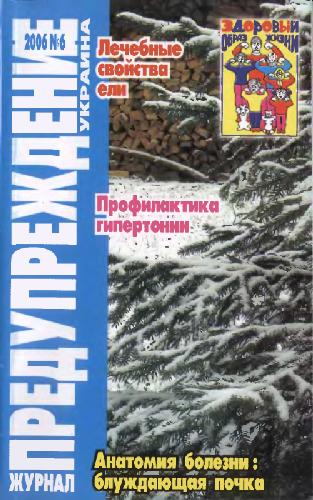 2006 №6
ЖУРНАЛ
ПРЕДУПРЕЖДЕНИЕ
УКРАИНА
Лечебные
свойства
ели
ЗДОРОВЫЙ
ОБРАЗ ЖИЗНИ
Профилактика
гипертонии
Анатомия болезни:
блуждающая почка